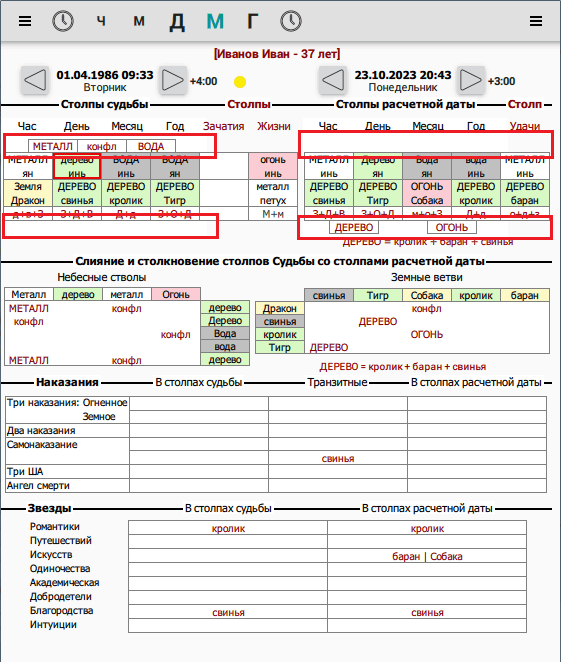 Ч М Д М Г
[Иванов Иван - 37 лет]
01.04.1986 09:33 +4:00 23.10.2023 20:43 +3:00
Вторник Понедельник
Столпы судьбы Столпы Столпы расчетной даты Столп
Час День Месяц Год Зачатия Жизни Час День Месяц Год Удачи
МЕТАЛЛ конфл ВОДА
МЕТАЛЛ дерево ВОДА ВОДА огонь МЕТАЛЛ Дерево Вода вода МЕТАЛЛ
ян инь инь ян инь ян ян инь инь инь
Земля ДЕРЕВО ДЕРЕВО ДЕРЕВО металл ДЕРЕВО ДЕРЕВО ОГОНЬ ДЕРЕВО ДЕРЕВО
Дракон свинья кролик Тигр петух свинья Тигр Собака кролик баран
д+в+З З+Д+В Д+д З+О+Д М+м З+Д+В З+О+Д м+о+З Д+д о+д+з
ДЕРЕВО ОГОНЬ
ДЕРЕВО = кролик + баран + свинья
Слияние и столкновение столпов Судьбы со столпами расчетной даты
Небесные стволы Земные ветви
Металл дерево металл Огонь свинья Тигр Собака кролик баран
МЕТАЛЛ конфл дерево Дракон конфл
конфл Дерево свинья ДЕРЕВО
конфл Вода кролик ОГОНЬ
вода Тигр ДЕРЕВО
МЕТАЛЛ конфл дерево
ДЕРЕВО = кролик + баран + свинья
Наказания В столпах судьбы Транзитные В столпах расчетной даты
Три наказания: Огненное
Земное
Два наказания
Самонаказание
свинья
Три ША
Ангел смерти
Звезды В столпах судьбы В столпах расчетной даты
Романтики кролик кролик
Путешествий
Искусств баран | Собака
Одиночества
Академическая
Добродетели
Благородства свинья свинья
Интуиции